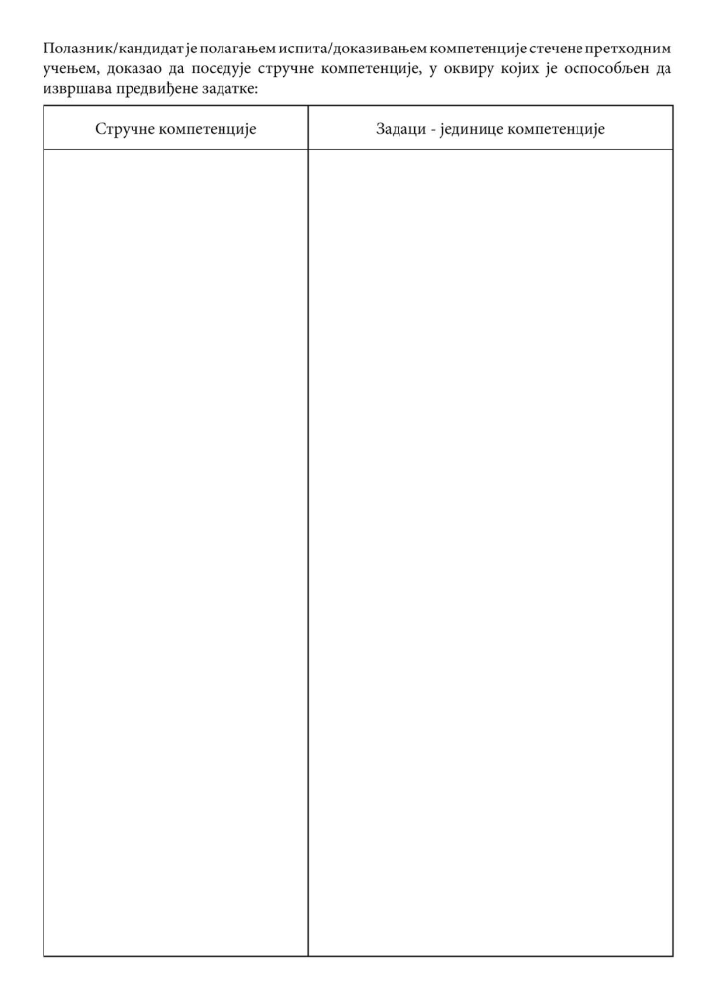 Полазник/кандидат је полагањем испита/доказивањем компетенције стечене претходним
учењем, доказао да поседује стручне компетенције, у оквиру којих је оспособљен да
извршава предвиђене задатке:
Стручне компетенције
Задаци - јединице компетенције